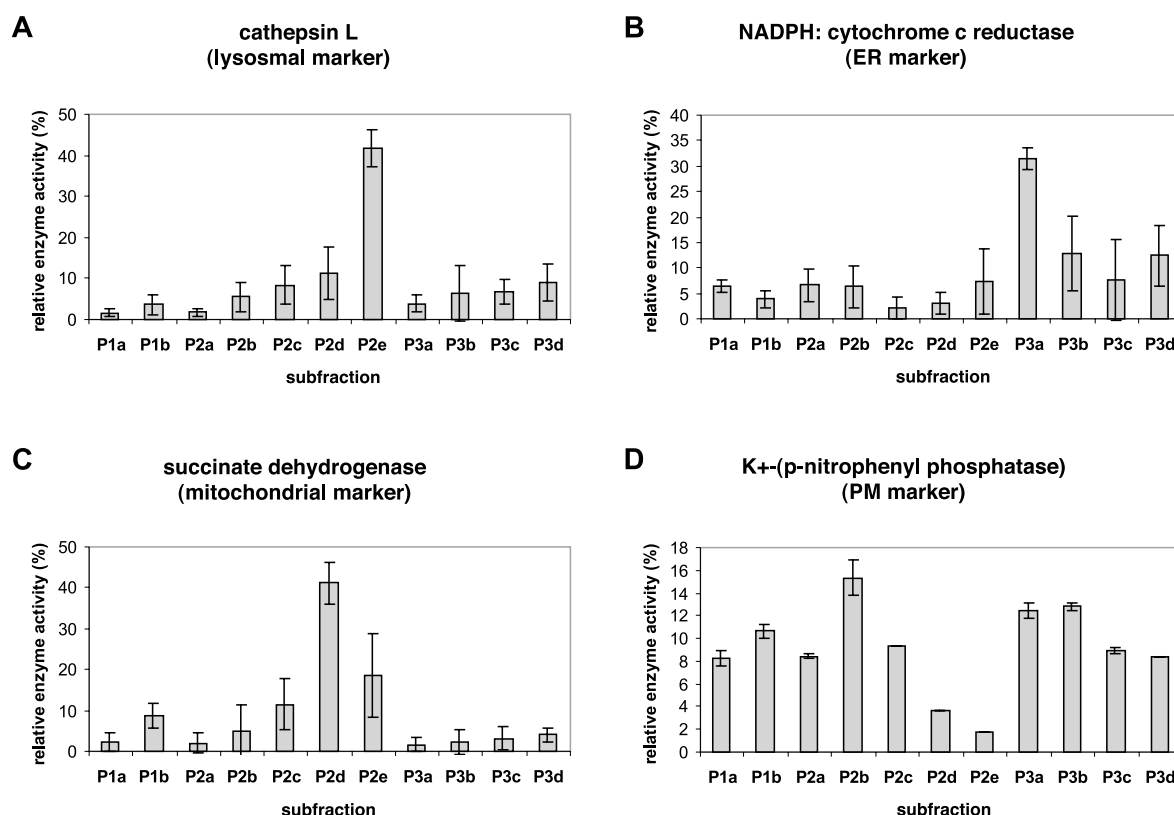 A
cathepsin L
(lysosmal marker)
relative enzyme activity (%)
50
40
30
20
10
0
P1a P1b P2a P2b P2c P2d P2e P3a P3b P3c P3d
subfraction
B
NADPH: cytochrome c reductase
(ER marker)
relative enzyme activity (%)
40
35
30
25
20
15
10
5
0
P1a P1b P2a P2b P2c P2d P2e P3a P3b P3c P3d
subfraction
C
succinate dehydrogenase
(mitochondrial marker)
relative enzyme activity (%)
50
40
30
20
10
0
P1a P1b P2a P2b P2c P2d P2e P3a P3b P3c P3d
subfraction
D
K+-(p-nitrophenyl phosphatase)
(PM marker)
relative enzyme activity (%)
18
16
14
12
10
8
6
4
2
0
P1a P1b P2a P2b P2c P2d P2e P3a P3b P3c P3d
subfraction